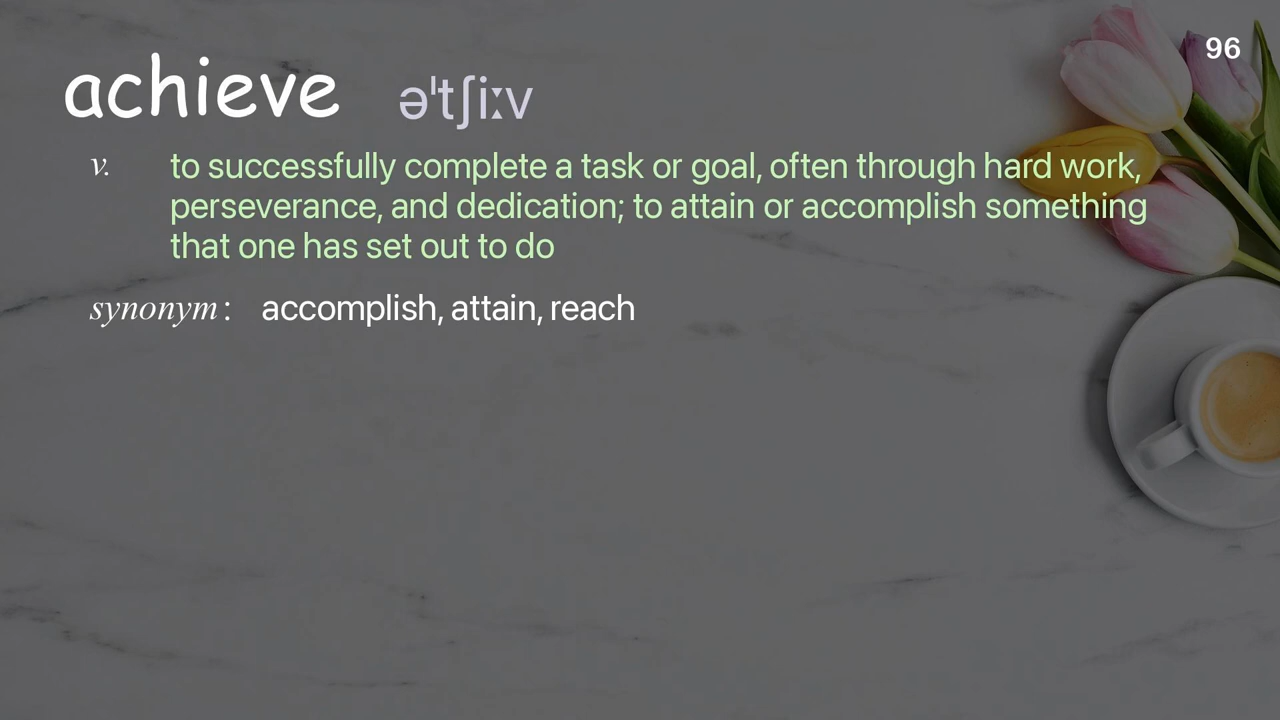 96
achieve əˈtʃiːv
v. to successfully complete a task or goal, often through hard work,
perseverance, and dedication; to attain or accomplish something
that one has set out to do
synonym : accomplish, attain, reach